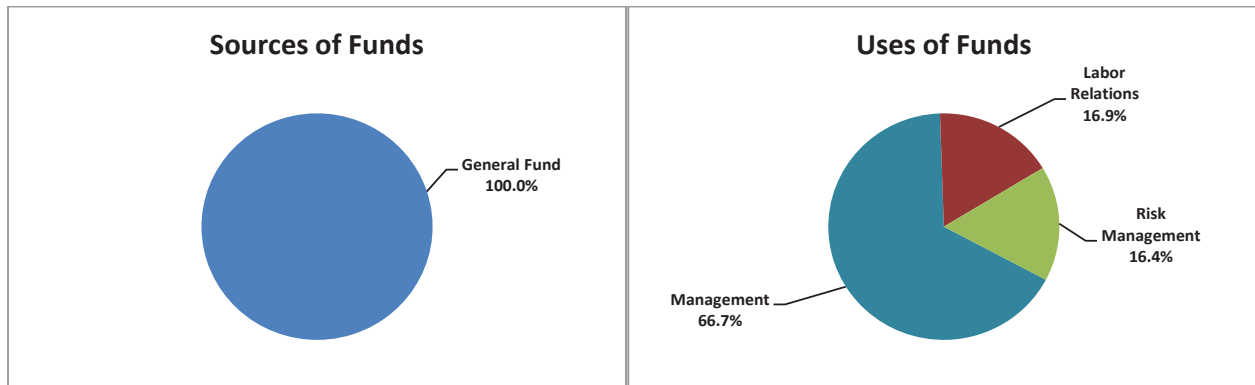 Sources of Funds
General Fund
100.0%
Uses of Funds
Labor
Relations
16.9%
Risk
Management
16.4%
Management
66.7%